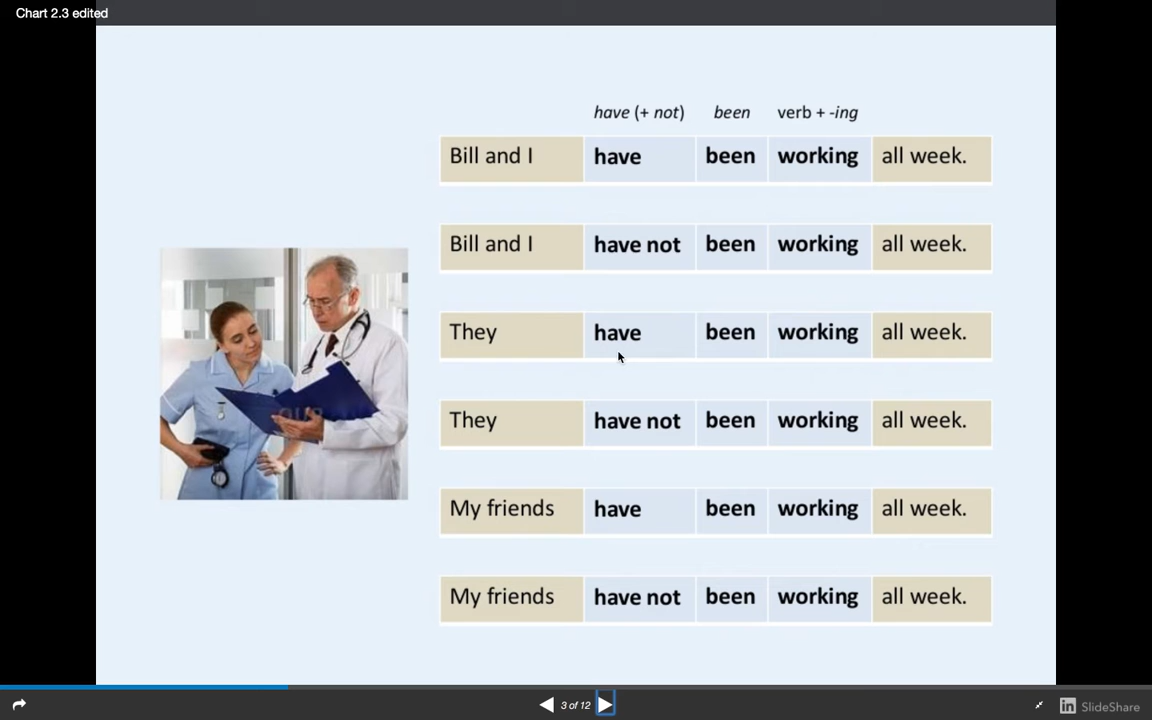 Chart 2.3 edited
have (+ not) been verb + -ing
Bill and I have been working all week.
Bill and I have not been working all week.
They have been working all week.
They have not been working all week.
My friends have been working all week.
My friends have not been working all week.
3 of 12
in SlideShare